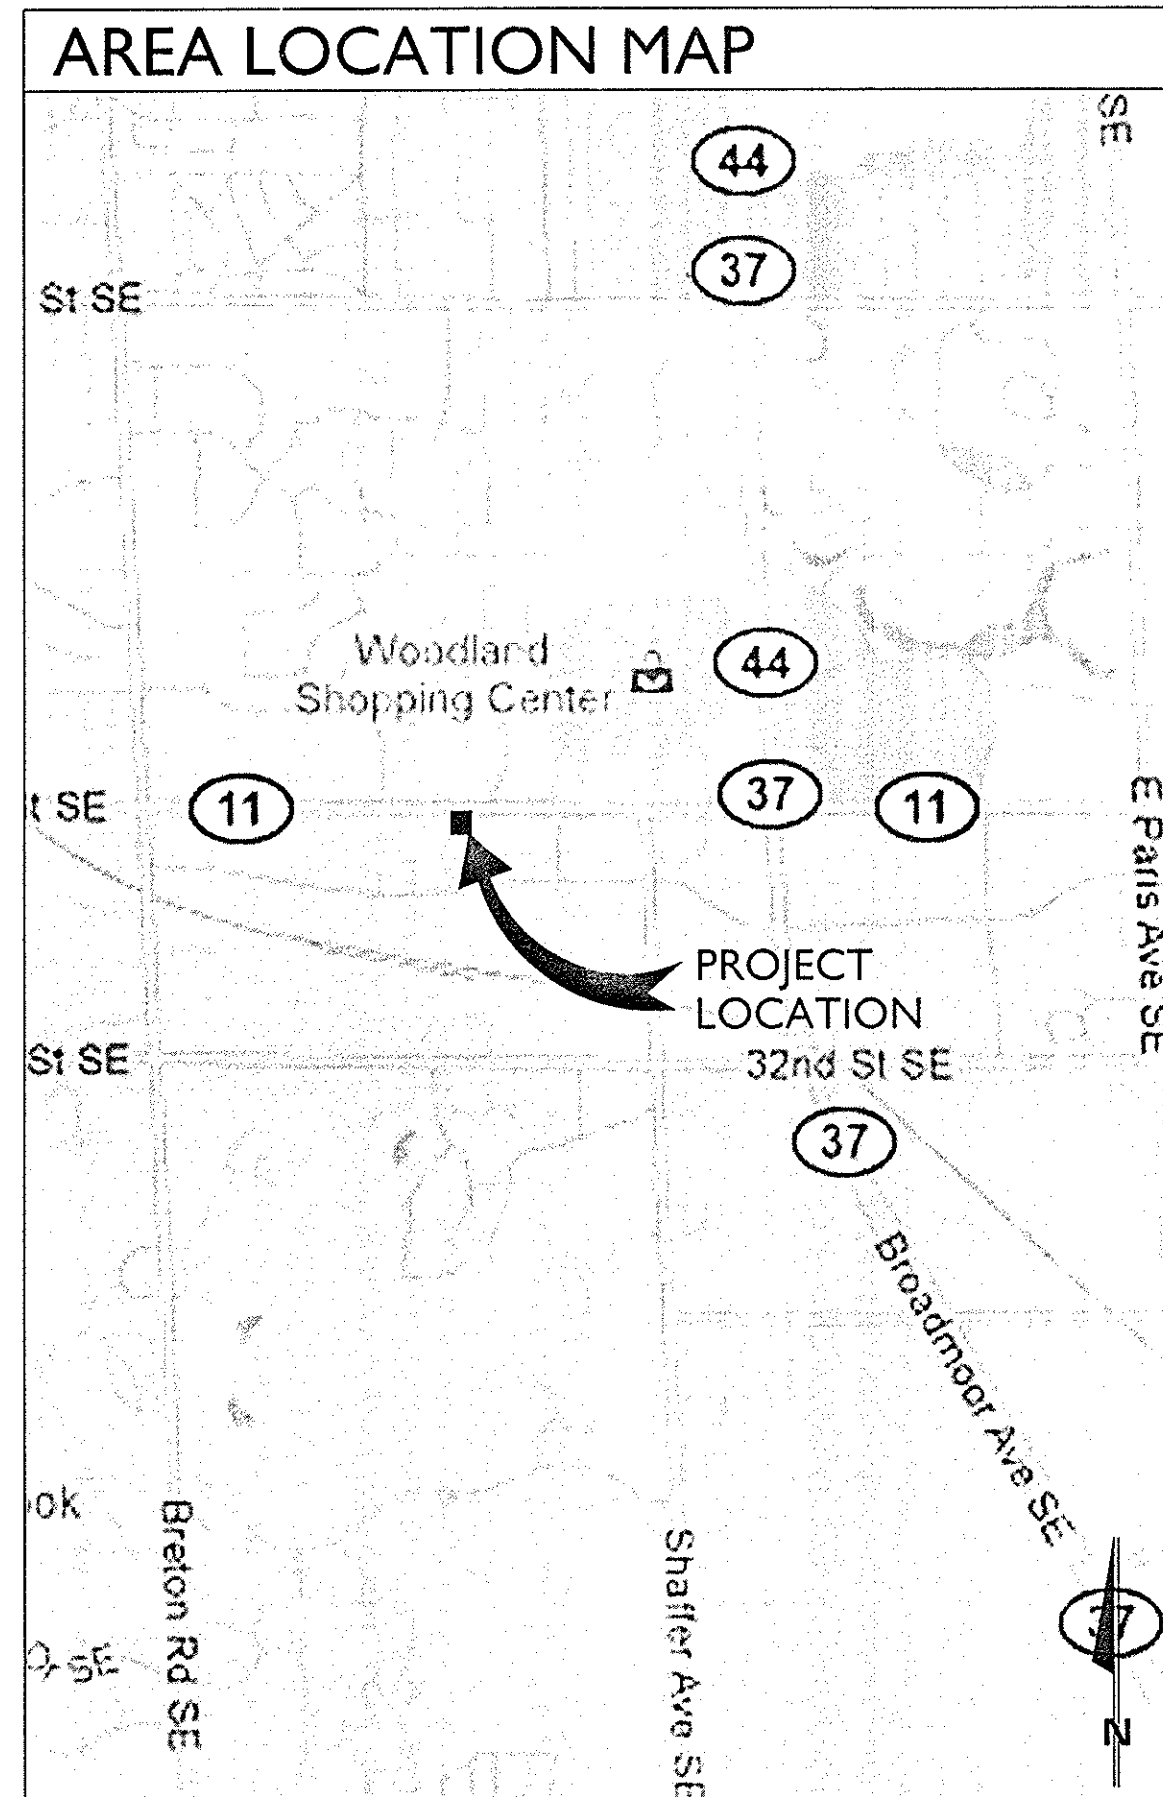 AREA LOCATION MAP
SE
44
37
St SE
Woodland
Shopping Center
44
t SE
11
37
11
E Paris Ave SE
PROJECT
LOCATION
St SE
32nd St SE
37
Broadmoor Ave SE
ok
Breton Rd SE
Shaffer Ave SE
37
SE
N